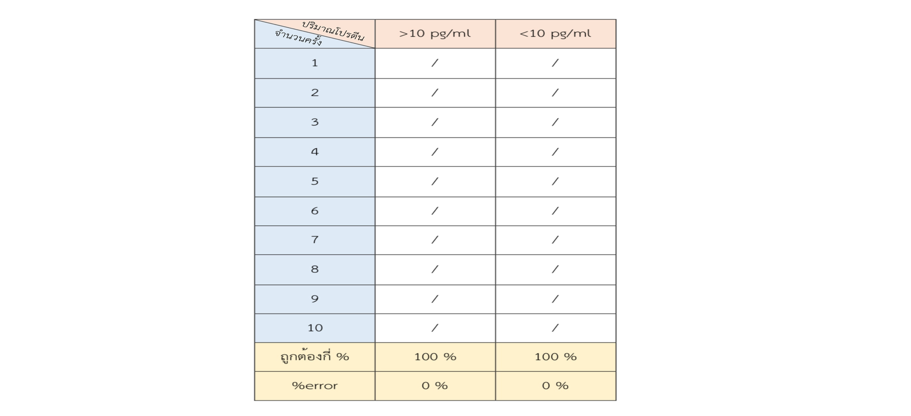 ปริมาณโปรตีน
จำนวนครั้ง
>10 pg/ml <10 pg/ml
1 / /
2 / /
3 / /
4 / /
5 / /
6 / /
7 / /
8 / /
9 / /
10 / /
ถูกต้องกี่ % 100 % 100 %
%error 0 % 0 %